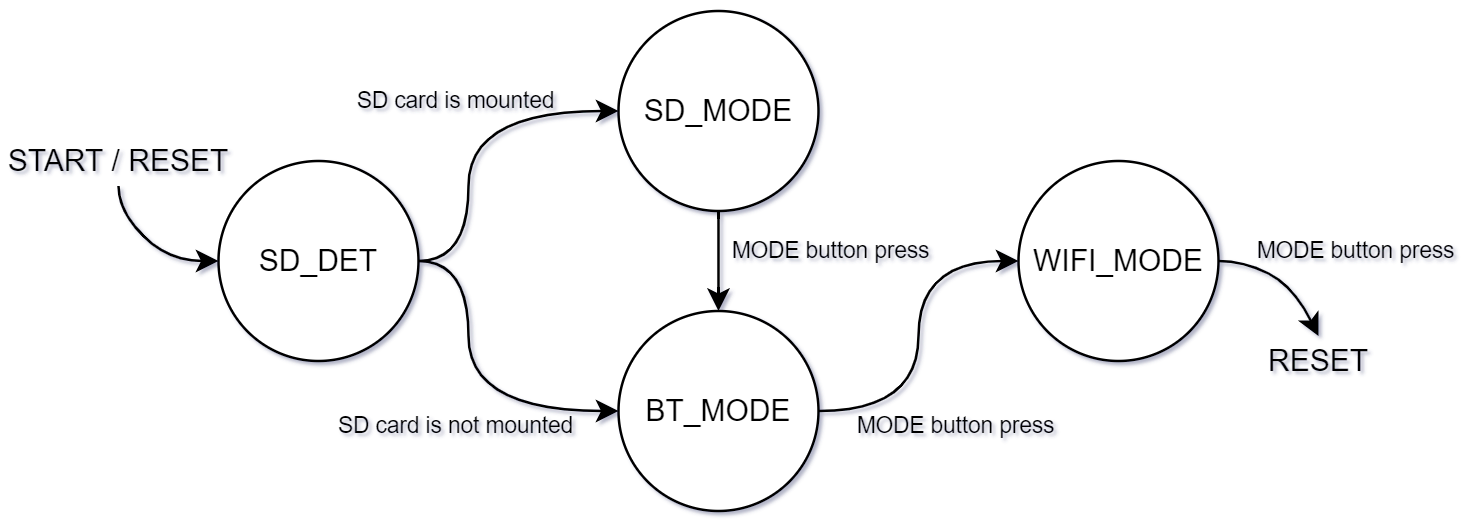 SD card is mounted
SD_MODE
START / RESET
SD_DET
MODE button press
WIFI_MODE
MODE button press
RESET
SD card is not mounted
BT_MODE
MODE button press